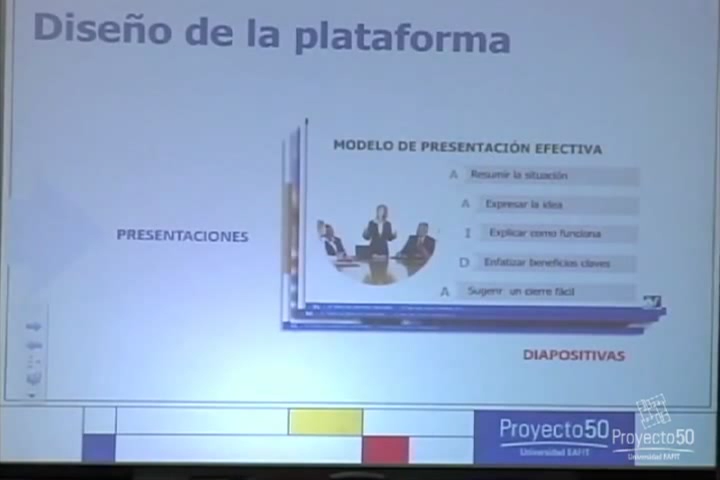 Diseño de la plataforma
MODELO DE PRESENTACIÓN EFECTIVA
A Resumir la situación
A Expresar la idea
I Explicar como funciona
D Enfatizar beneficios claves
A Sugerir un cierre fácil
PRESENTACIONES
DIAPOSITIVAS
Proyecto50
Universidad EAFIT
Proyecto50
Universidad EAFIT